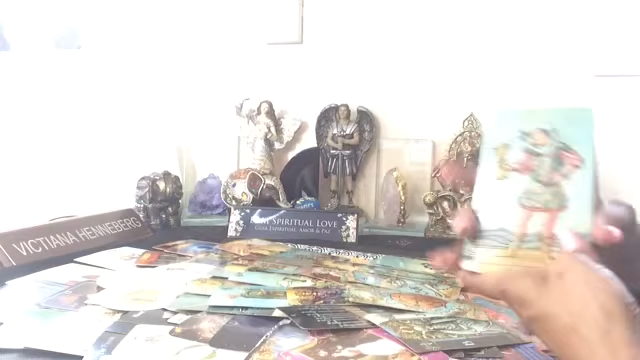 VICTIANA HENNEBERG
SPIRITUAL LOVE
GUIA ESPIRITUAL, AMOR & PAZ